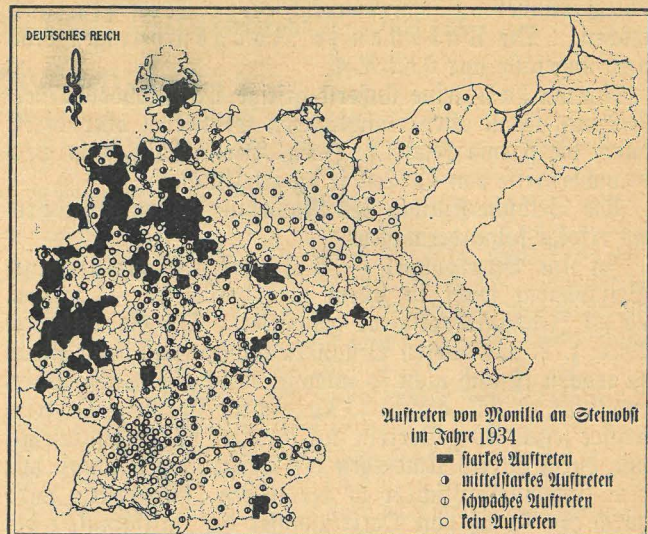 DEUTSCHES REICH
B
R
A
Auftreten von Monilia an Steinobst
im Jahre 1934
starkes Auftreten
mittelstarkes Auftreten
schwaches Auftreten
kein Auftreten